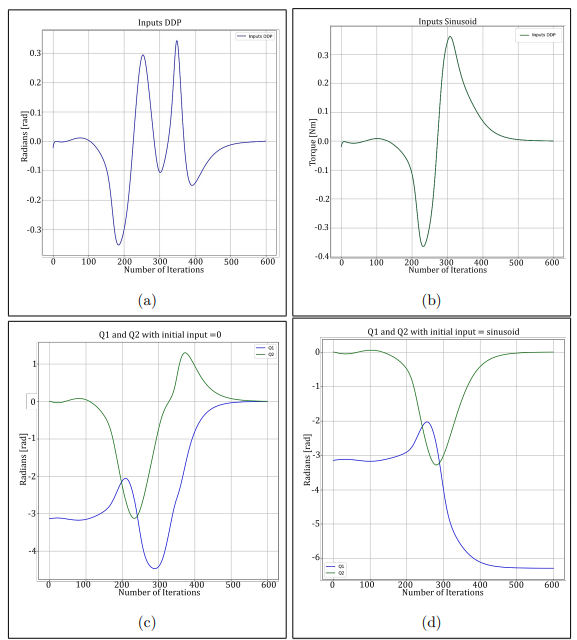 Inputs DDP
Inputs DDP
0.3
0.2
0.1
0.0
-0.1
-0.2
-0.3
Radians [rad]
0 100 200 300 400 500 600
Number of Iterations
(a)
Inputs Sinusoid
Inputs DDP
0.3
0.2
0.1
0.0
-0.1
-0.2
-0.3
-0.4
Torque [Nm]
0 100 200 300 400 500 600
Number of Iterations
(b)
Q1 and Q2 with initial input =0
Q1
Q2
1
0
-1
-2
-3
-4
Radians [rad]
0 100 200 300 400 500 600
Number of Iterations
(c)
Q1 and Q2 with initial input = sinusoid
0
-1
-2
-3
-4
-5
-6
Radians [rad]
Q1
Q2
0 100 200 300 400 500 600
Number of Iterations
(d)